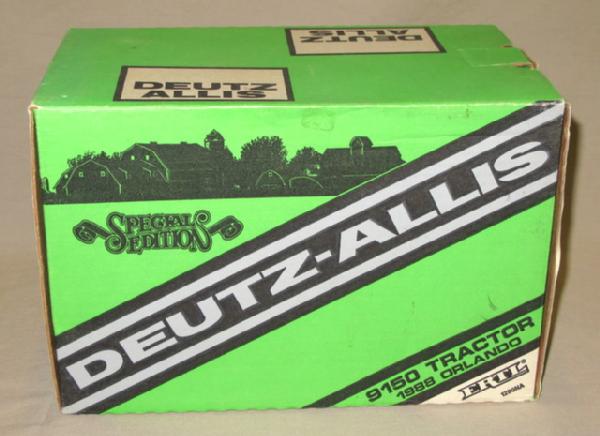 DEUTZ
ALLIS
DEUTZ
ALLIS
SPECIAL
EDITION
DEUTZ-ALLIS
9150 TRACTOR
1988 ORLANDO
ERTL